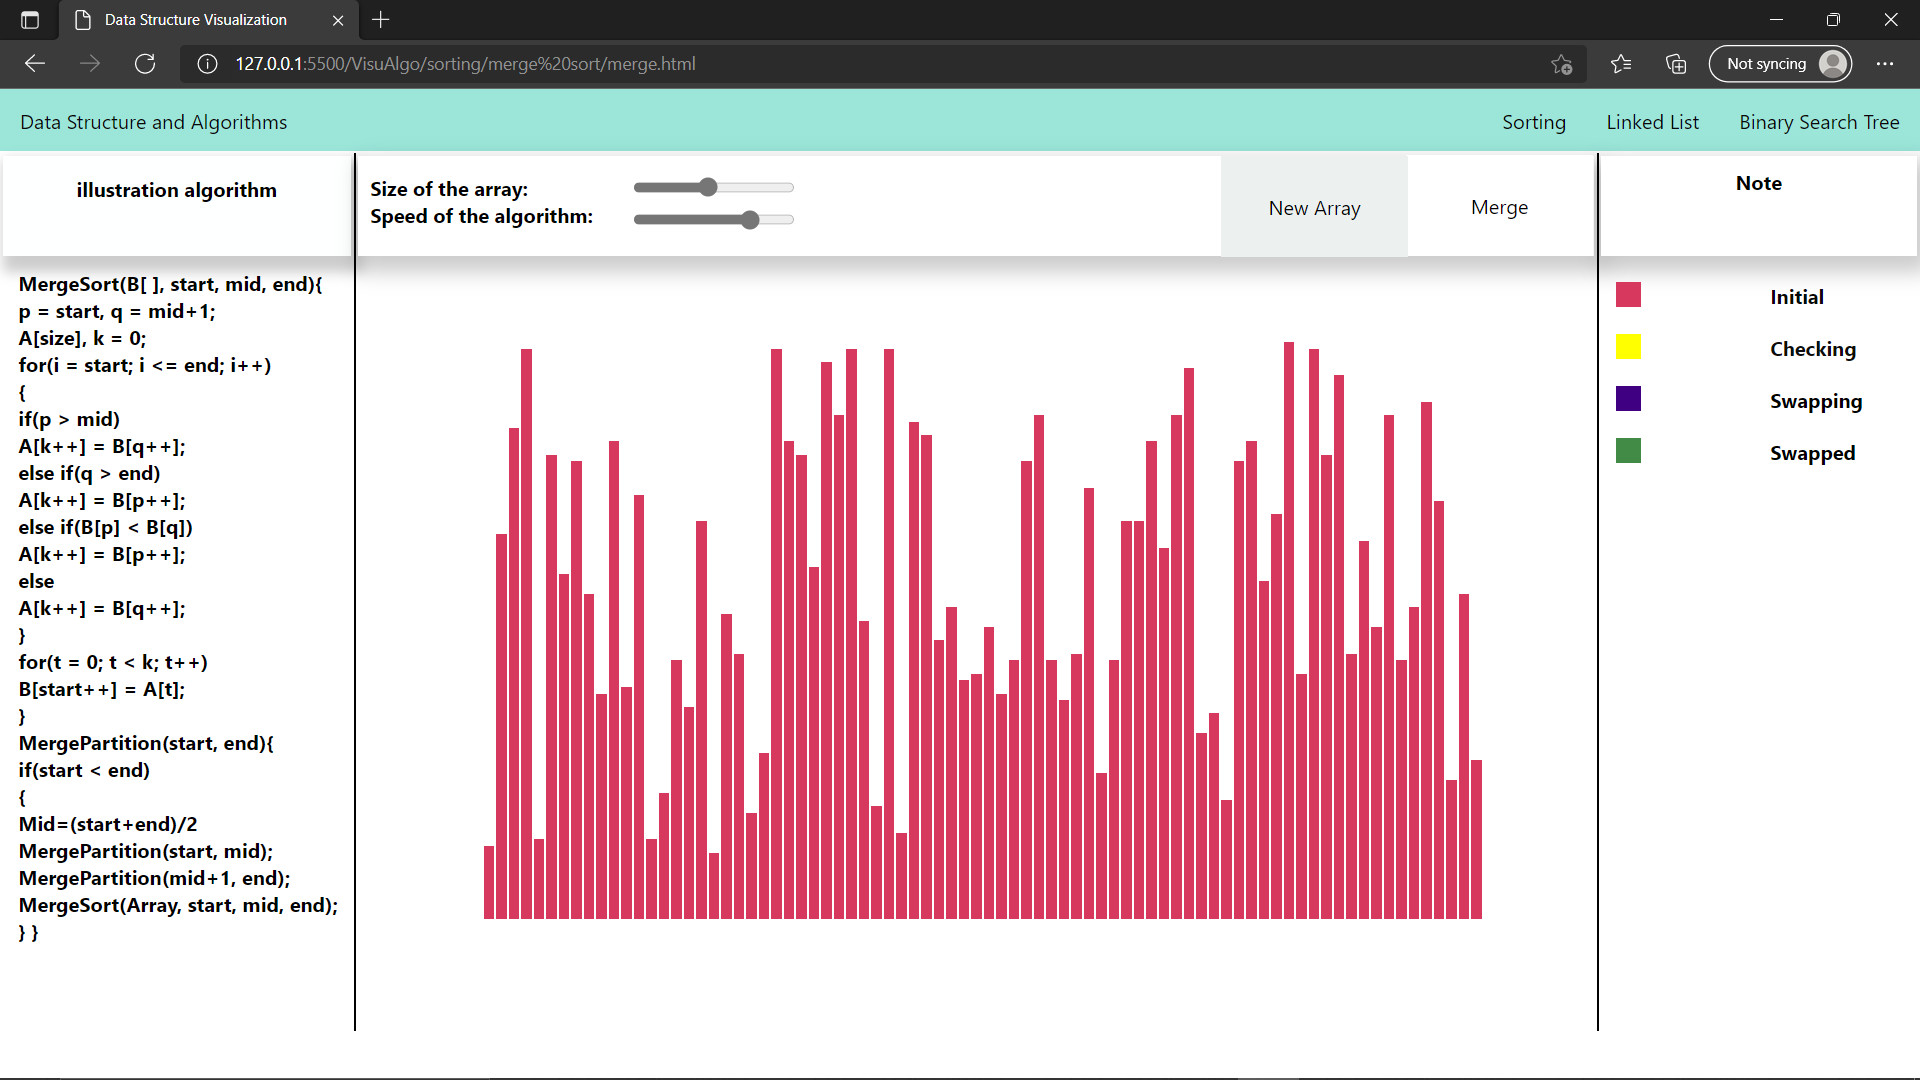 Data Structure Visualization
127.0.0.1:5500/VisuAlgo/sorting/merge%20sort/merge.html
Not syncing
Data Structure and Algorithms
Sorting
Linked List
Binary Search Tree
illustration algorithm
Size of the array:
Speed of the algorithm:
New Array
Merge
Note
MergeSort(B[ ], start, mid, end){
p = start, q = mid+1;
A[size], k = 0;
for(i = start; i <= end; i++)
{
if(p > mid)
A[k++] = B[q++];
else if(q > end)
A[k++] = B[p++];
else if(B[p] < B[q])
A[k++] = B[p++];
else
A[k++] = B[q++];
}
for(t = 0; t < k; t++)
B[start++] = A[t];
}
MergePartition(start, end){
if(start < end)
{
Mid=(start+end)/2
MergePartition(start, mid);
MergePartition(mid+1, end);
MergeSort(Array, start, mid, end);
} }
Initial
Checking
Swapping
Swapped